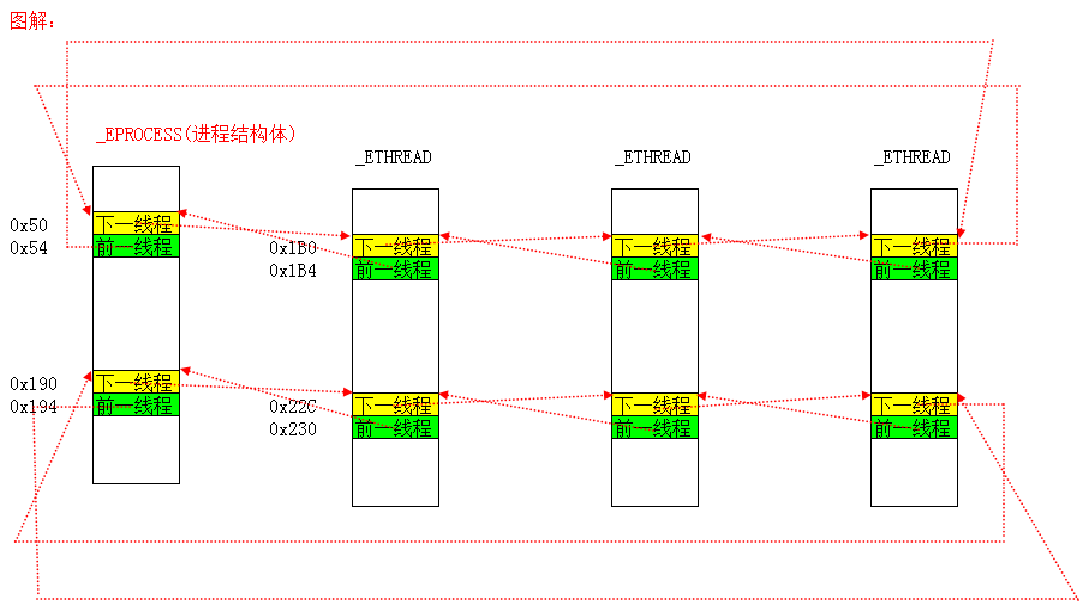 图解：
_EPROCESS(进程结构体)
_ETHREAD
_ETHREAD
_ETHREAD
0x50
下一线程
0x54
前一线程
0x1B0
下一线程
下一线程
下一线程
0x1B4
前一线程
前一线程
前一线程
0x190
下一线程
0x194
前一线程
0x22C
下一线程
下一线程
下一线程
0x230
前一线程
前一线程
前一线程